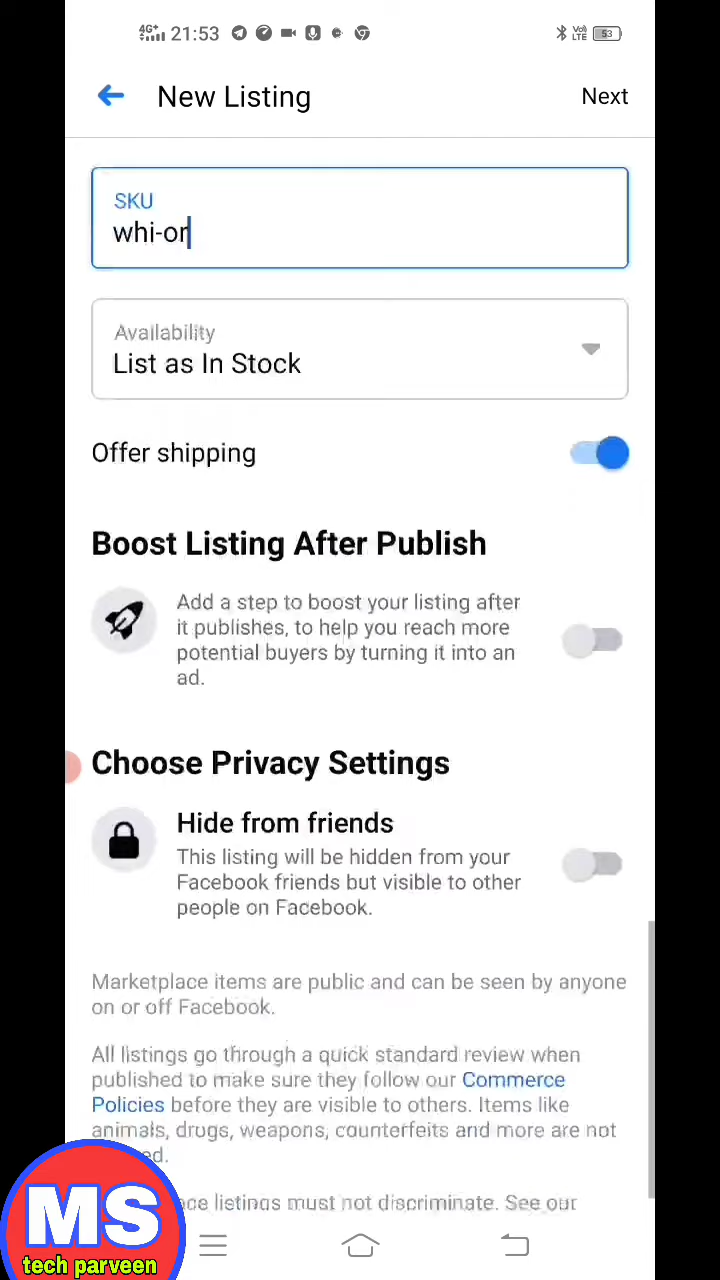 4G+ 21:53 Vo) LTE 53
New Listing Next
SKU
whi-or
Availability
List as In Stock
Offer shipping
Boost Listing After Publish
Add a step to boost your listing after
it publishes, to help you reach more
potential buyers by turning it into an
ad.
Choose Privacy Settings
Hide from friends
This listing will be hidden from your
Facebook friends but visible to other
people on Facebook.
Marketplace items are public and can be seen by anyone
on or off Facebook.
All listings go through a quick standard review when
published to make sure they follow our Commerce
Policies before they are visible to others. Items like
animals, drugs, weapons, counterfeits and more are not
ed.
ce listings must not discriminate. See our
MS
tech parveen